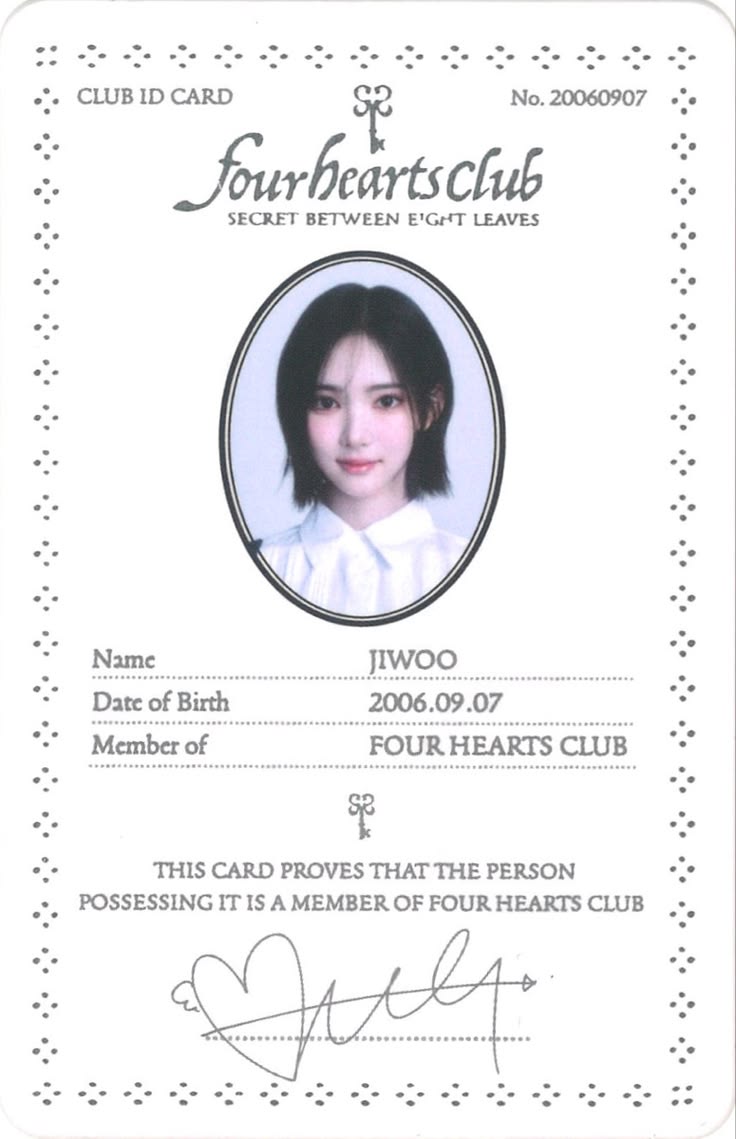 CLUB ID CARD
No. 20060907
fourheartsclub
SECRET BETWEEN EIGHT LEAVES
Name JIWOO
Date of Birth 2006.09.07
Member of FOUR HEARTS CLUB
THIS CARD PROVES THAT THE PERSON
POSSESSING IT IS A MEMBER OF FOUR HEARTS CLUB